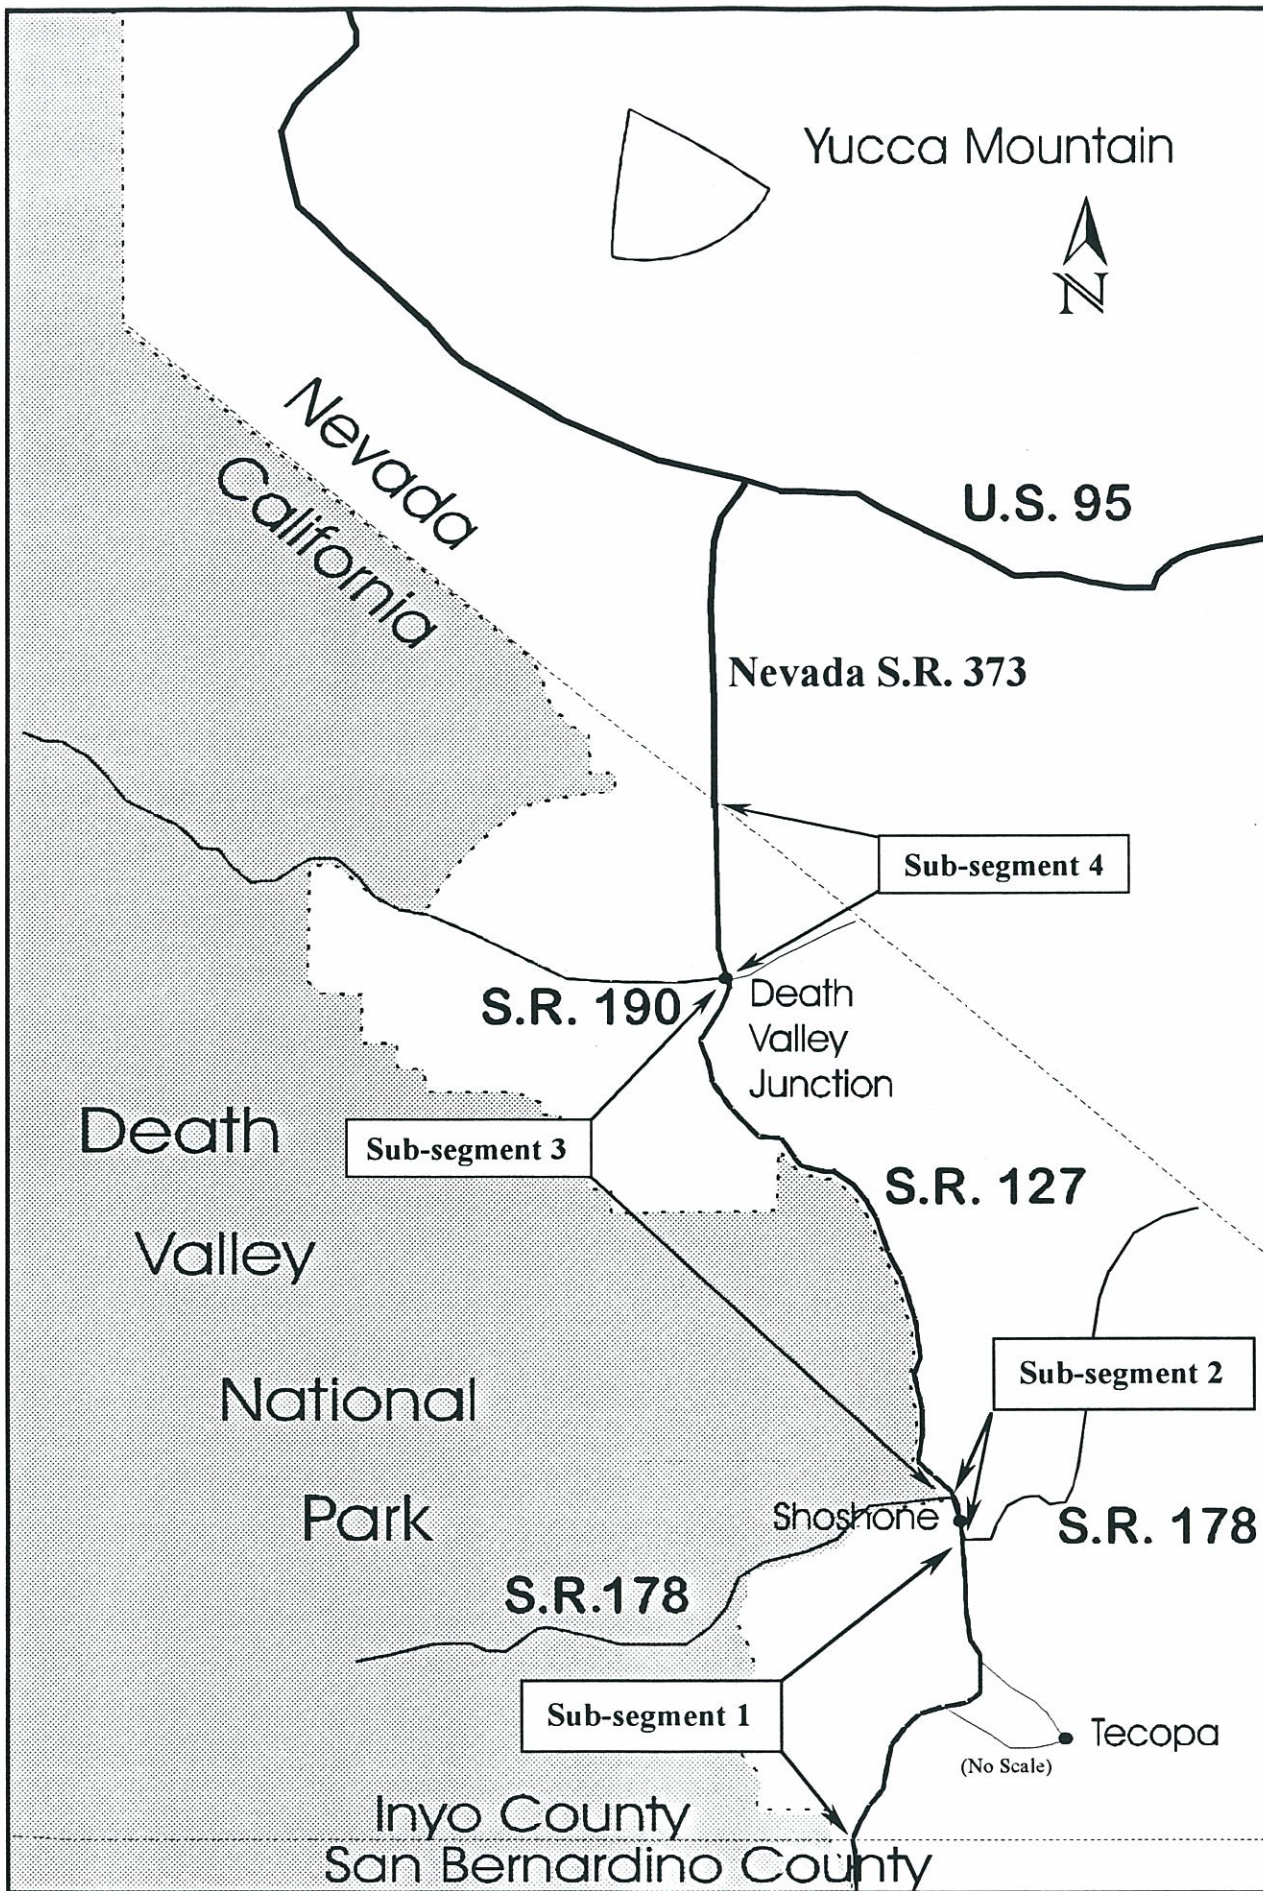 Yucca Mountain
N
Nevada
California
U.S. 95
Nevada S.R. 373
Sub-segment 4
S.R. 190
Death
Valley
Junction
Death
Valley
National
Park
Sub-segment 3
S.R. 127
Sub-segment 2
Shoshone
S.R. 178
S.R.178
Sub-segment 1
Tecopa
(No Scale)
Inyo County
San Bernardino County